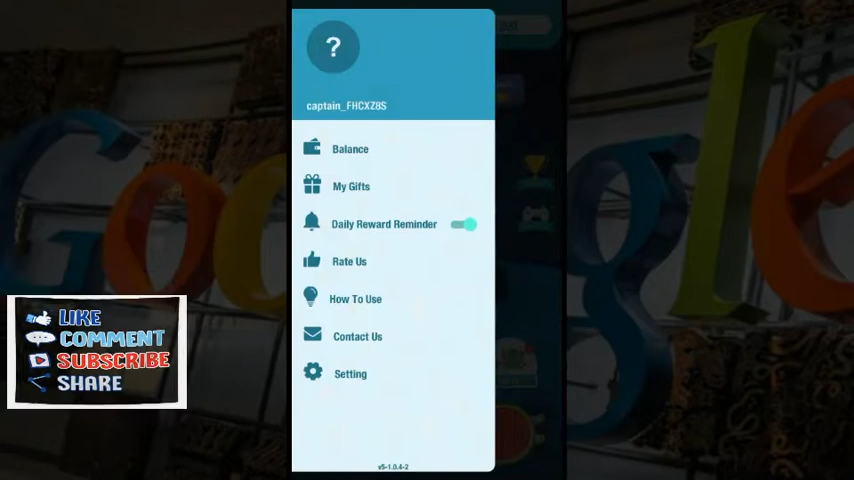 captain_FHCXZ8S
Balance
My Gifts
Daily Reward Reminder
Rate Us
How To Use
Contact Us
Setting
v5-1.0.4-2
LIKE
COMMENT
SUBSCRIBE
SHARE
Google